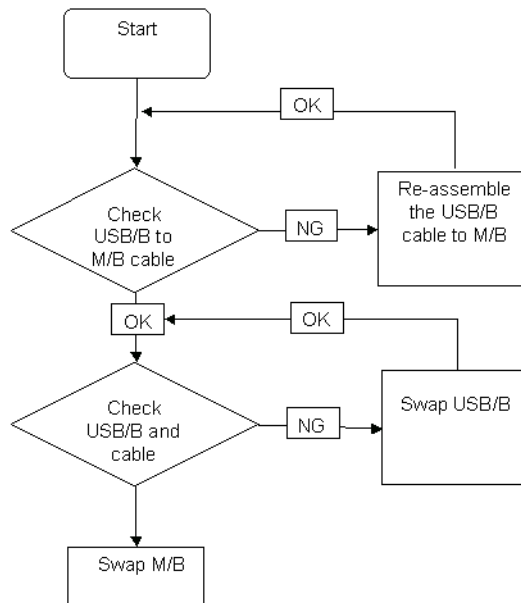 Start
OK
Check
USB/B to
M/B cable
NG
Re-assemble
the USB/B
cable to M/B
OK
OK
Check
USB/B and
cable
NG
Swap USB/B
Swap M/B